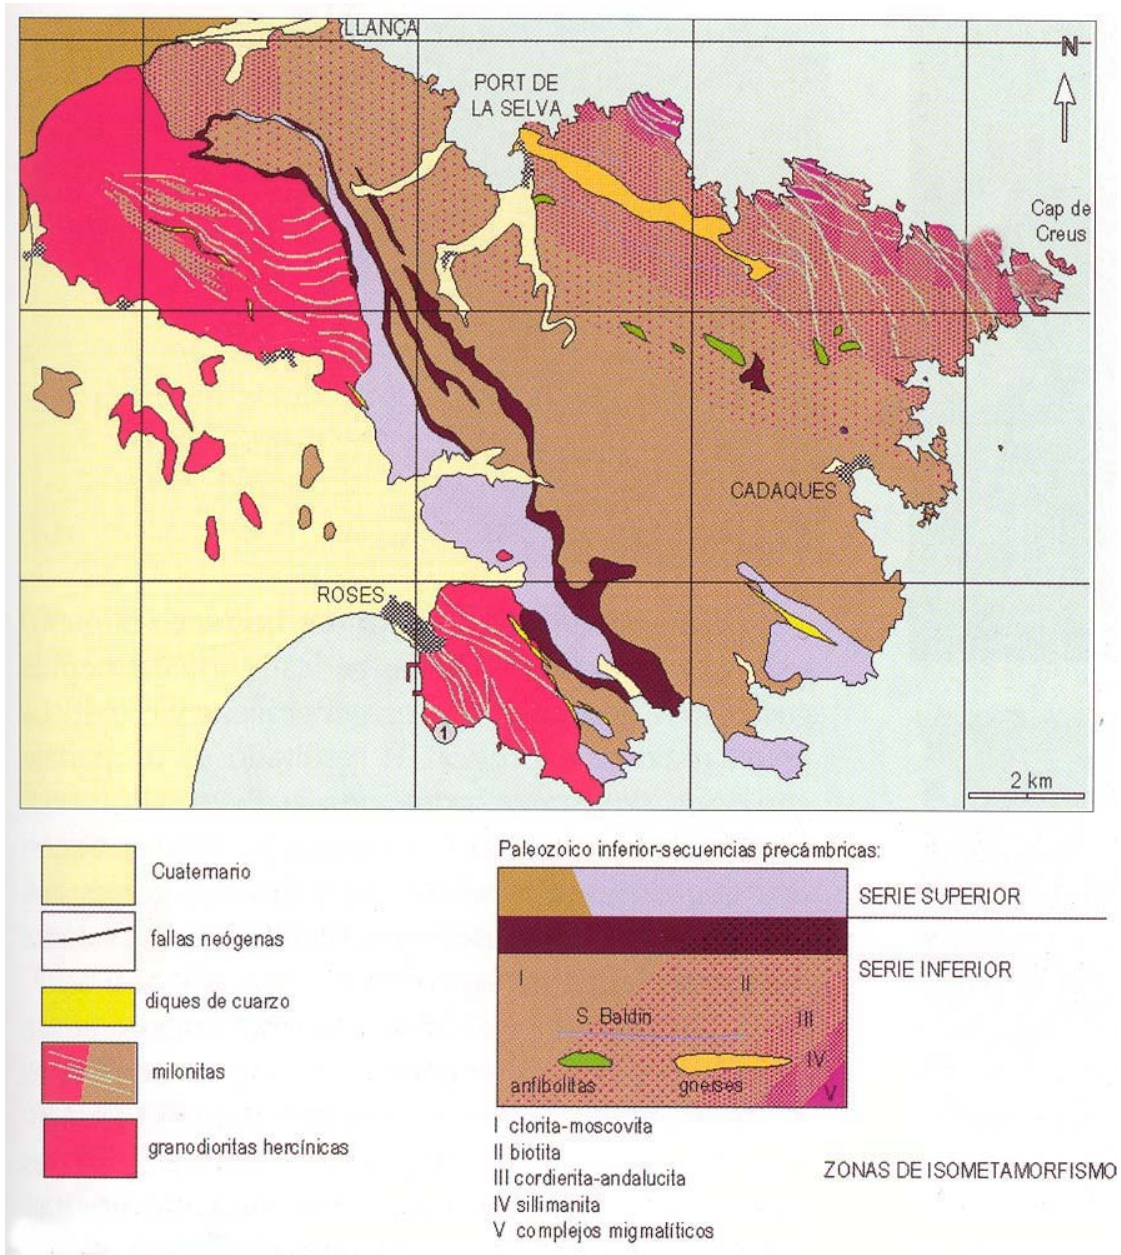 LLANÇA
N
PORT DE
LA SELVA
Cap de
Creus
CADAQUES
ROSES
1
2 km
Cuaternario
fallas neógenas
diques de cuarzo
milonitas
granodioritas hercínicas
Paleozoico inferior-secuencias precámbricas:
SERIE SUPERIOR
SERIE INFERIOR
I
II
S. Baldiri
III
IV
anfibolitas
gneises
V
I clorita-moscovita
II biotita
III cordierita-andalucita
IV sillimanita
V complejos migmatíticos
ZONAS DE ISOMETAMORFISMO